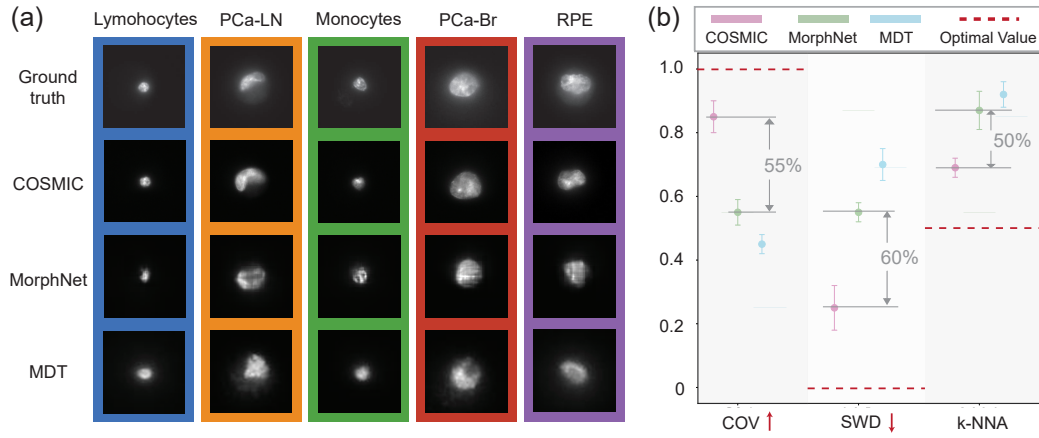 (a)
Lymohocytes PCa-LN Monocytes PCa-Br RPE
Ground
truth
COSMIC
MorphNet
MDT
(b)
COSMIC MorphNet MDT Optimal Value
1.0
0.8
0.6
0.4
0.2
0
55%
60%
50%
COV ↑ SWD ↓ k-NNA